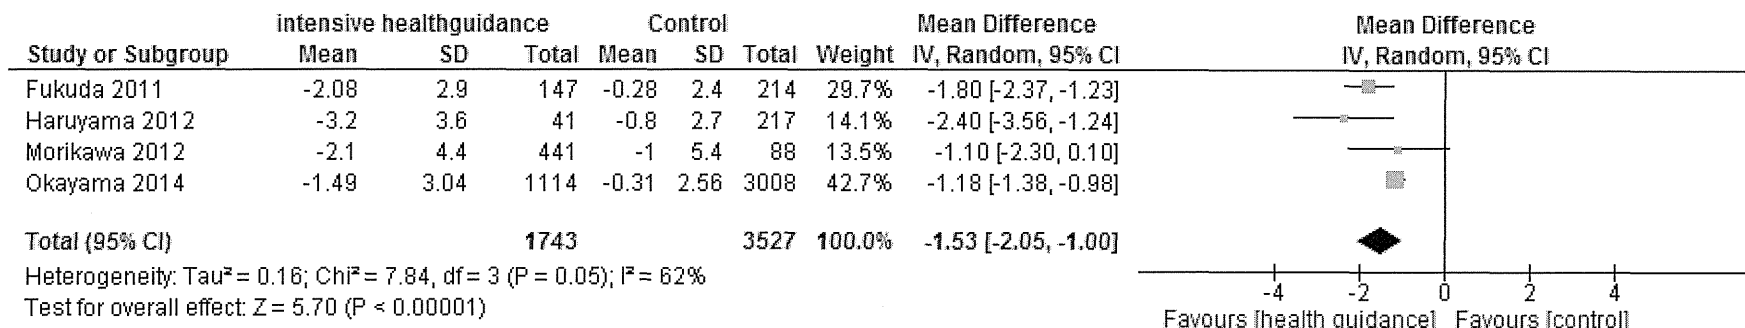 intensive healthguidance Control Mean Difference Mean Difference
Study or Subgroup Mean SD Total Mean SD Total Weight IV, Random, 95% CI IV, Random, 95% CI
Fukuda 2011 -2.08 2.9 147 -0.28 2.4 214 29.7% -1.80 [-2.37, -1.23]
Haruyama 2012 -3.2 3.6 41 -0.8 2.7 217 14.1% -2.40 [-3.56, -1.24]
Morikawa 2012 -2.1 4.4 441 -1 5.4 88 13.5% -1.10 [-2.30, 0.10]
Okayama 2014 -1.49 3.04 1114 -0.31 2.56 3008 42.7% -1.18 [-1.38, -0.98]
Total (95% CI) 1743 3527 100.0% -1.53 [-2.05, -1.00]
Heterogeneity: Tau² = 0.16; Chi² = 7.84, df = 3 (P = 0.05); I² = 62%
Test for overall effect: Z = 5.70 (P < 0.00001)
-4 -2 0 2 4
Favours [health guidance] Favours [control]